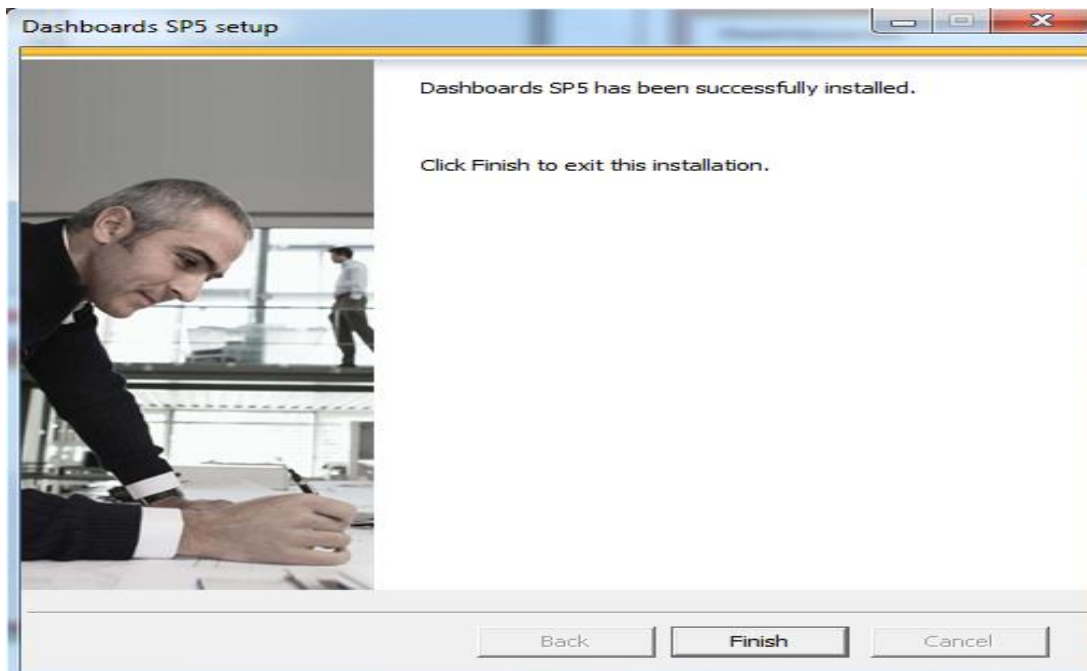 Dashboards SP5 setup
Dashboards SP5 has been successfully installed.
Click Finish to exit this installation.
Back
Finish
Cancel